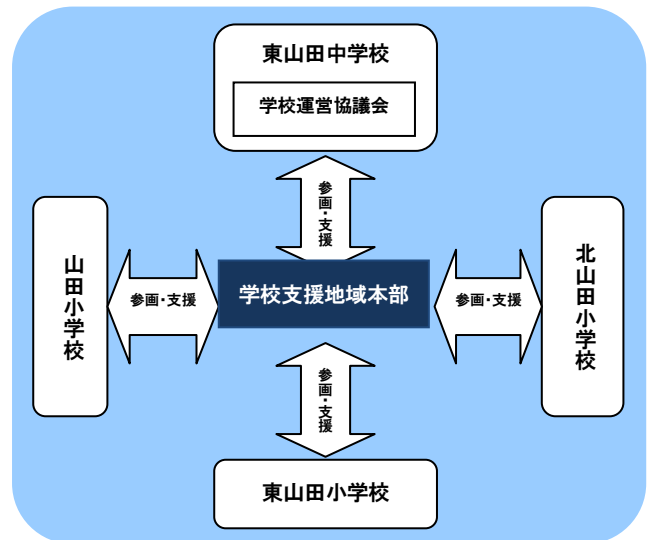 東山田中学校
学校運営協議会
参画・支援
山田小学校
参画・支援
学校支援地域本部
参画・支援
北山田小学校
参画・支援
東山田小学校